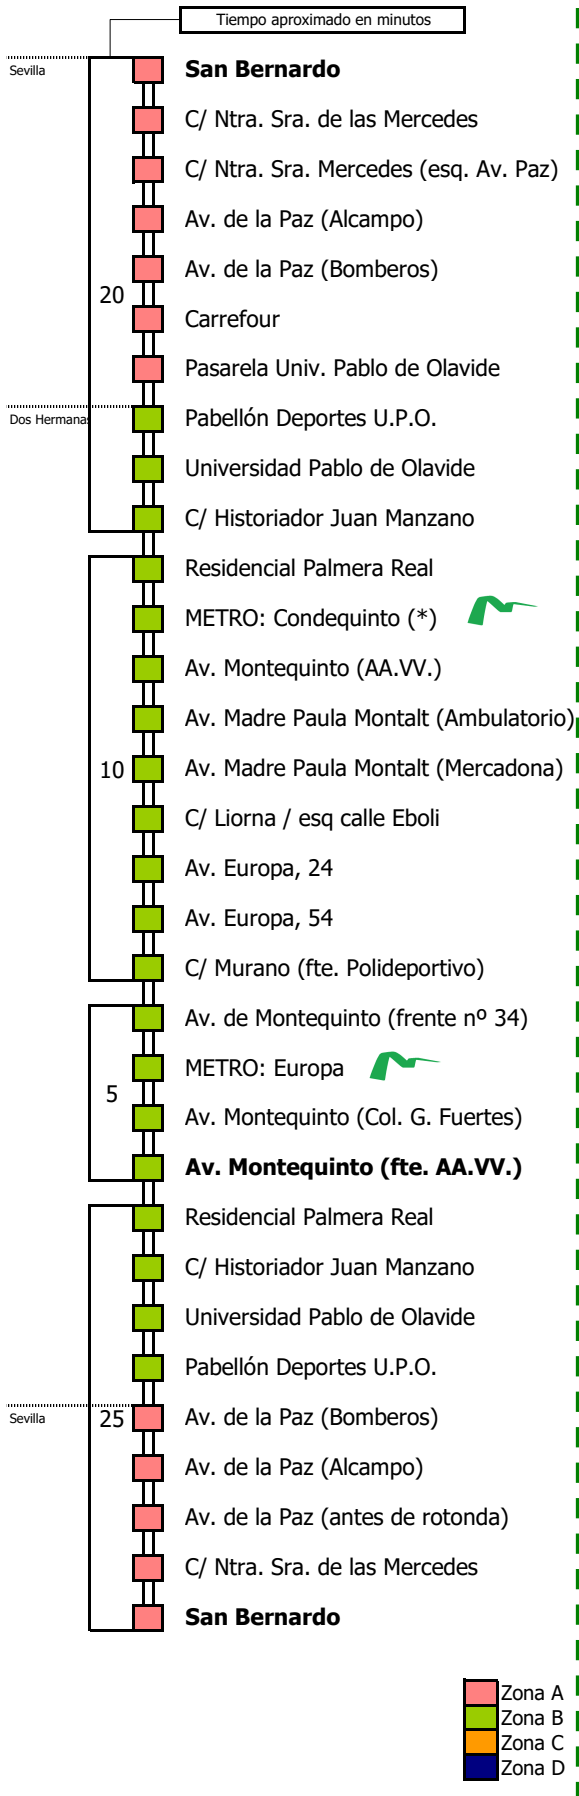 Tiempo aproximado en minutos
Sevilla
San Bernardo
C/ Ntra. Sra. de las Mercedes
C/ Ntra. Sra. Mercedes (esq. Av. Paz)
Av. de la Paz (Alcampo)
Av. de la Paz (Bomberos)
20
Carrefour
Pasarela Univ. Pablo de Olavide
Dos Hermanas
Pabellón Deportes U.P.O.
Universidad Pablo de Olavide
C/ Historiador Juan Manzano
Residencial Palmera Real
METRO: Condequinto (*)
Av. Montequinto (AA.VV.)
Av. Madre Paula Montalt (Ambulatorio)
10
Av. Madre Paula Montalt (Mercadona)
C/ Liorna / esq calle Eboli
Av. Europa, 24
Av. Europa, 54
C/ Murano (fte. Polideportivo)
Av. de Montequinto (frente nº 34)
METRO: Europa
5
Av. Montequinto (Col. G. Fuertes)
Av. Montequinto (fte. AA.VV.)
Residencial Palmera Real
C/ Historiador Juan Manzano
Universidad Pablo de Olavide
Pabellón Deportes U.P.O.
Sevilla
25
Av. de la Paz (Bomberos)
Av. de la Paz (Alcampo)
Av. de la Paz (antes de rotonda)
C/ Ntra. Sra. de las Mercedes
San Bernardo
Zona A
Zona B
Zona C
Zona D